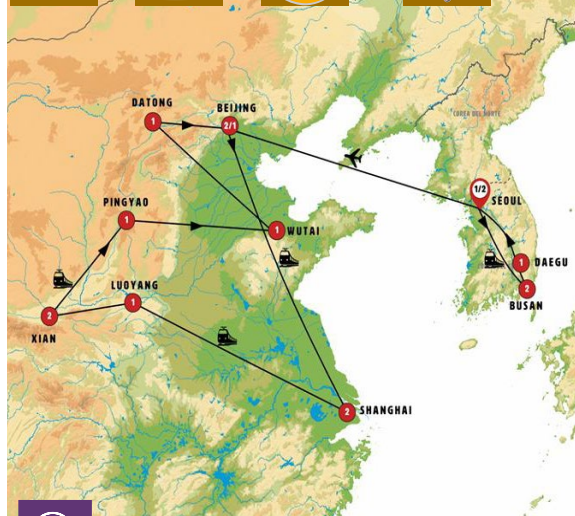 DATONG
1
BEIJING
2/1
COREA DEL NORTE
1/2
SEOUL
PINGYAO
1
1
WUTAI
1
DAEGU
LUOYANG
1
2
BUSAN
2
XIAN
2
SHANGHAI